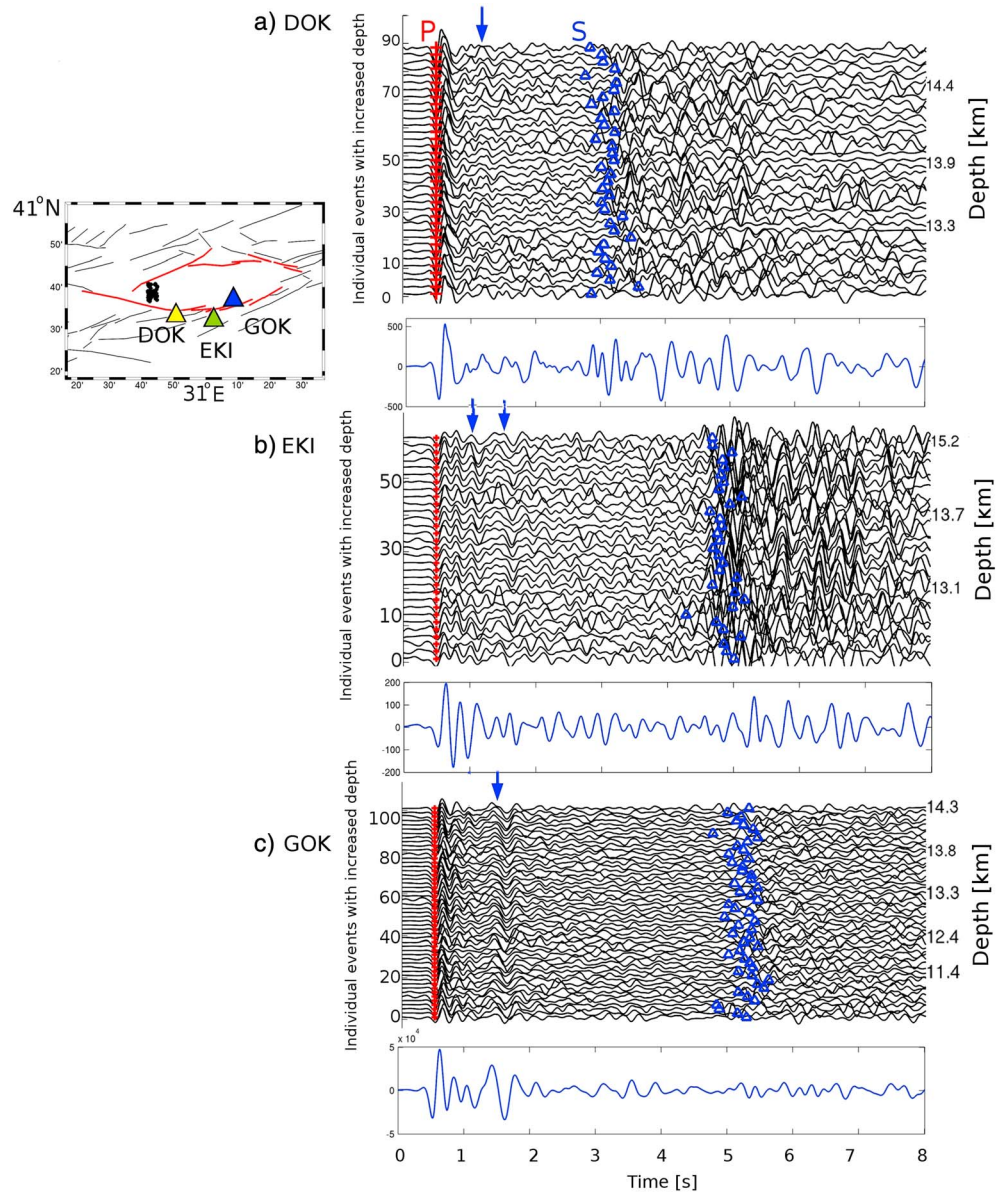 a) DOK
P
S
Individual events with increased depth
90
70
50
30
10
0
14.4
13.9
13.3
Depth [km]
41°N
50'
40'
30'
20'
20'
30'
40'
50'
31°E
10'
20'
30'
DOK
EKI
GOK
500
0
-500
b) EKI
Individual events with increased depth
50
30
10
0
15.2
13.7
13.1
Depth [km]
200
100
0
-100
-200
c) GOK
Individual events with increased depth
100
80
60
40
20
0
14.3
13.8
13.3
12.4
11.4
Depth [km]
x 10^4
5
0
-5
0 1 2 3 4 5 6 7 8
Time [s]